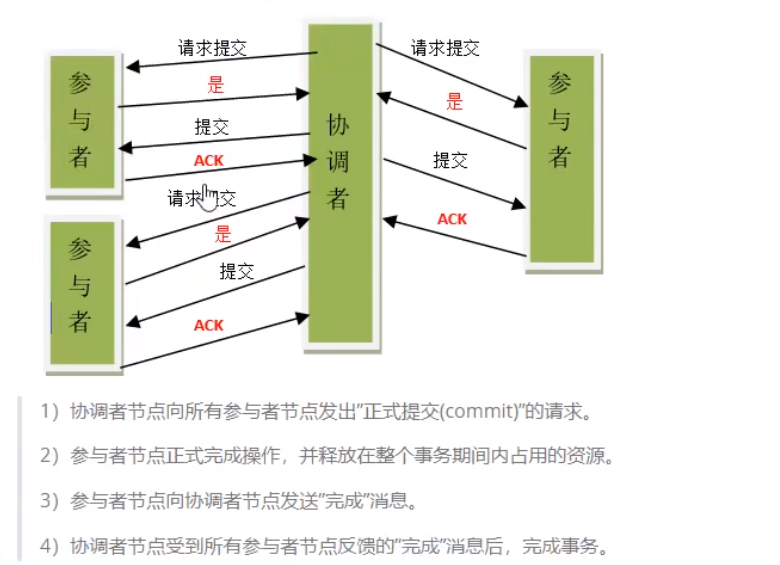 参与者
请求提交
是
提交
ACK
请求提交
是
提交
ACK
参与者
协调者
请求提交
是
提交
ACK
参与者
1）协调者节点向所有参与者节点发出”正式提交(commit)”的请求。
2）参与者节点正式完成操作，并释放在整个事务期间内占用的资源。
3）参与者节点向协调者节点发送”完成”消息。
4）协调者节点受到所有参与者节点反馈的”完成”消息后，完成事务。